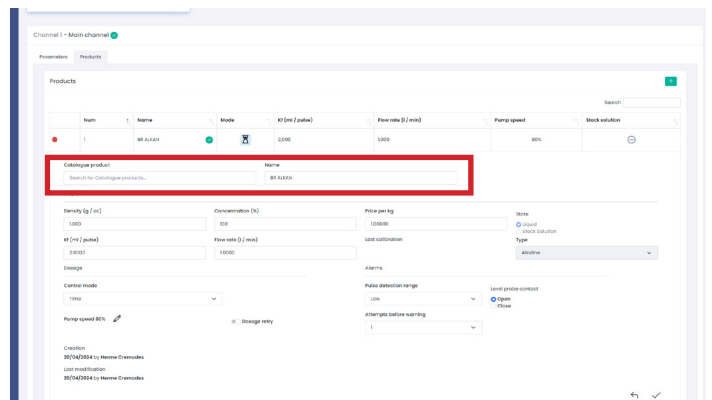 Channel 1 - Main channel
Parameters Products
Products
+
Search
Num Name Mode Kf (ml / pulse) Flow rate (l / min) Pump speed Stock solution
1 BR ALKAN 2,000 1,000 80%
Catalogue product Name
Search for Catalogue products... BR ALKAN
Density (g / cc) Concentration (%) Price per kg State
1.000 100 1.00000 Liquid
Stock Solution
Kf (ml / pulse) Flow rate (l / min) Last calibration Type
2.0000 1.0000 Alkaline
Dosage Alarms
Control mode Pulse detection range Level probe contact
Time Low Open
Close
Pump speed 80% Dosage retry Attempts before warning
1
Creation
30/04/2024 by Herme Cremades
Last modification
30/04/2024 by Herme Cremades